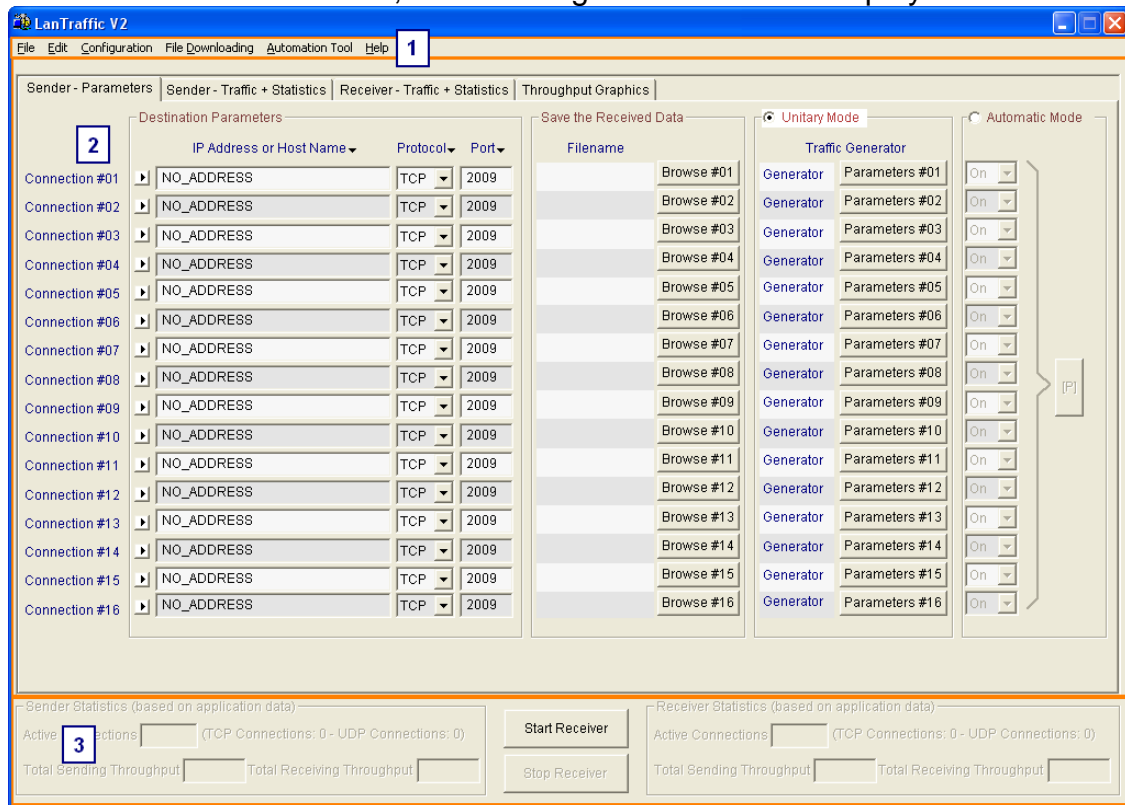 LanTraffic V2
File Edit Configuration File Downloading Automation Tool Help 1
Sender - Parameters Sender - Traffic + Statistics Receiver - Traffic + Statistics Throughput Graphics
Destination Parameters Save the Received Data Unitary Mode Automatic Mode
2 IP Address or Host Name Protocol Port Filename Traffic Generator
Connection #01 NO_ADDRESS TCP 2009 Browse #01 Generator Parameters #01 On
Connection #02 NO_ADDRESS TCP 2009 Browse #02 Generator Parameters #02 On
Connection #03 NO_ADDRESS TCP 2009 Browse #03 Generator Parameters #03 On
Connection #04 NO_ADDRESS TCP 2009 Browse #04 Generator Parameters #04 On
Connection #05 NO_ADDRESS TCP 2009 Browse #05 Generator Parameters #05 On
Connection #06 NO_ADDRESS TCP 2009 Browse #06 Generator Parameters #06 On
Connection #07 NO_ADDRESS TCP 2009 Browse #07 Generator Parameters #07 On
Connection #08 NO_ADDRESS TCP 2009 Browse #08 Generator Parameters #08 On [P]
Connection #09 NO_ADDRESS TCP 2009 Browse #09 Generator Parameters #09 On
Connection #10 NO_ADDRESS TCP 2009 Browse #10 Generator Parameters #10 On
Connection #11 NO_ADDRESS TCP 2009 Browse #11 Generator Parameters #11 On
Connection #12 NO_ADDRESS TCP 2009 Browse #12 Generator Parameters #12 On
Connection #13 NO_ADDRESS TCP 2009 Browse #13 Generator Parameters #13 On
Connection #14 NO_ADDRESS TCP 2009 Browse #14 Generator Parameters #14 On
Connection #15 NO_ADDRESS TCP 2009 Browse #15 Generator Parameters #15 On
Connection #16 NO_ADDRESS TCP 2009 Browse #16 Generator Parameters #16 On
Sender Statistics (based on application data) Receiver Statistics (based on application data)
Active 3 ections (TCP Connections: 0 - UDP Connections: 0) Start Receiver Active Connections (TCP Connections: 0 - UDP Connections: 0)
Total Sending Throughput Total Receiving Throughput Stop Receiver Total Sending Throughput Total Receiving Throughput